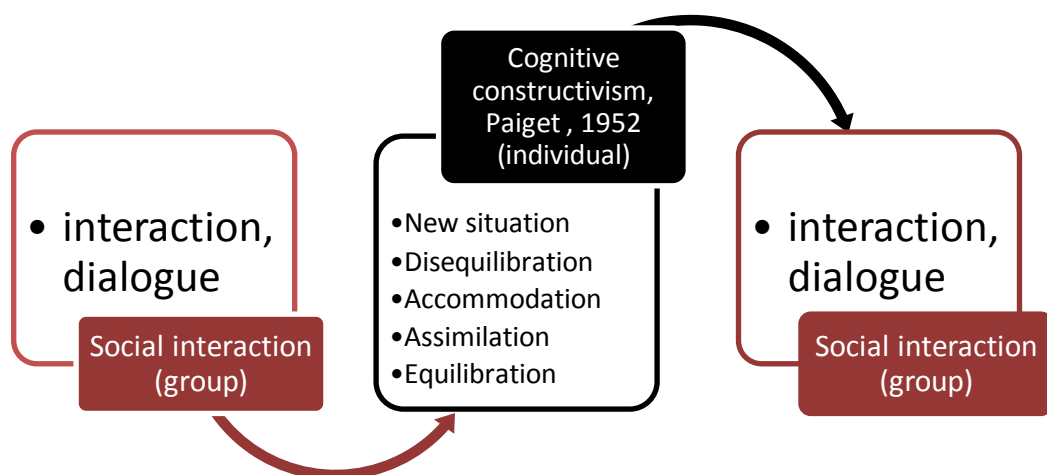 • interaction,
dialogue
Social interaction
(group)
Cognitive
constructivism,
Paiget , 1952
(individual)
•New situation
•Disequilibration
•Accommodation
•Assimilation
•Equilibration
• interaction,
dialogue
Social interaction
(group)